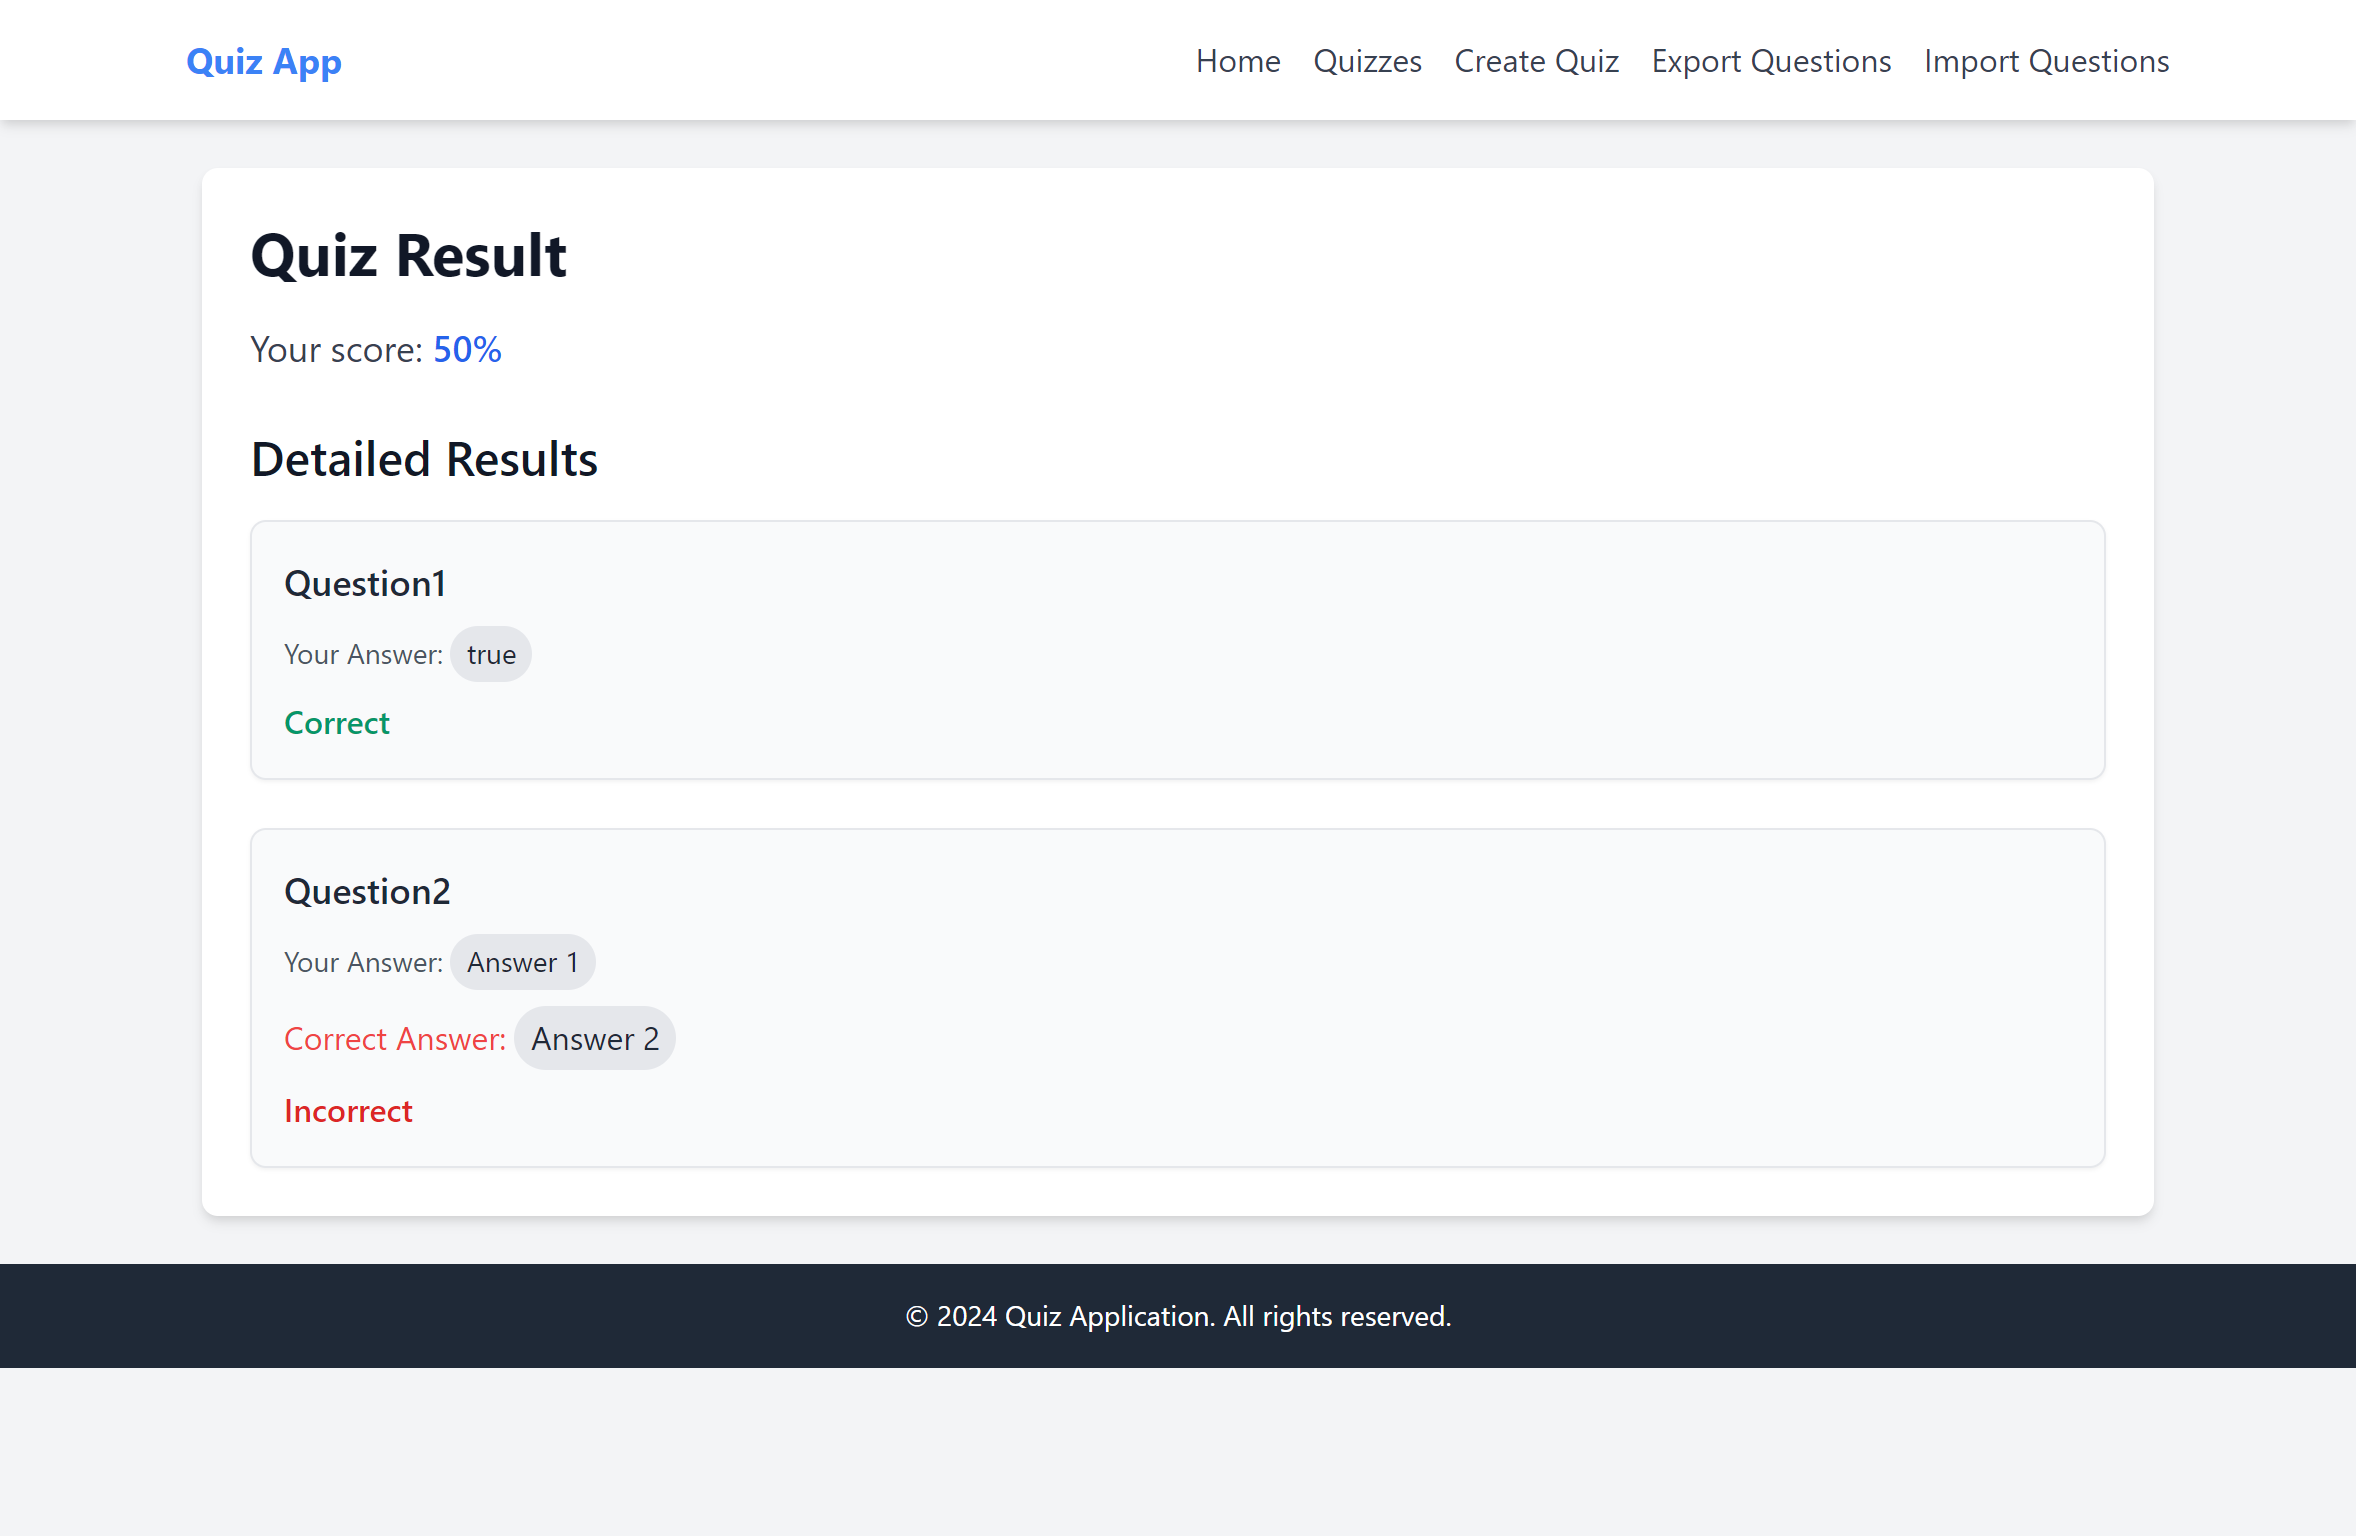 Quiz App
Home Quizzes Create Quiz Export Questions Import Questions
Quiz Result
Your score: 50%
Detailed Results
Question1
Your Answer: true
Correct
Question2
Your Answer: Answer 1
Correct Answer: Answer 2
Incorrect
© 2024 Quiz Application. All rights reserved.